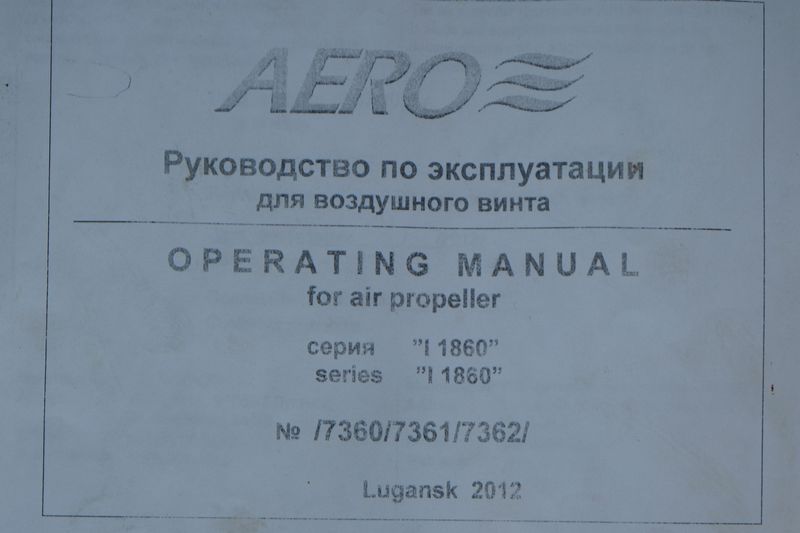 AERO
Руководство по эксплуатации
для воздушного винта
OPERATING MANUAL
for air propeller
серия "I 1860"
series "I 1860"
№ /7360/7361/7362/
Lugansk 2012